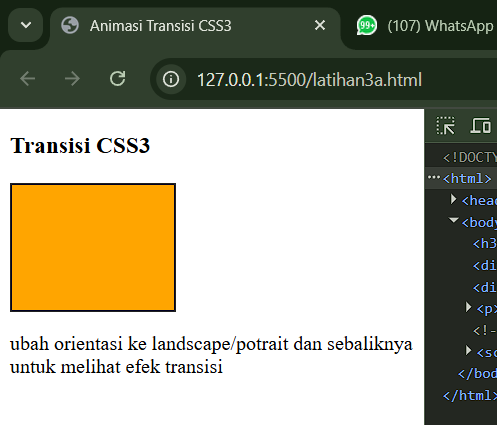 Animasi Transisi CSS3
(107) WhatsApp
127.0.0.1:5500/latihan3a.html
Transisi CSS3
ubah orientasi ke landscape/potrait dan sebaliknya
untuk melihat efek transisi
99+
<!DOCTY
<html>
<head
<body
<h3
<di
<di
<p>
<!-
<sc
</bod
</html>